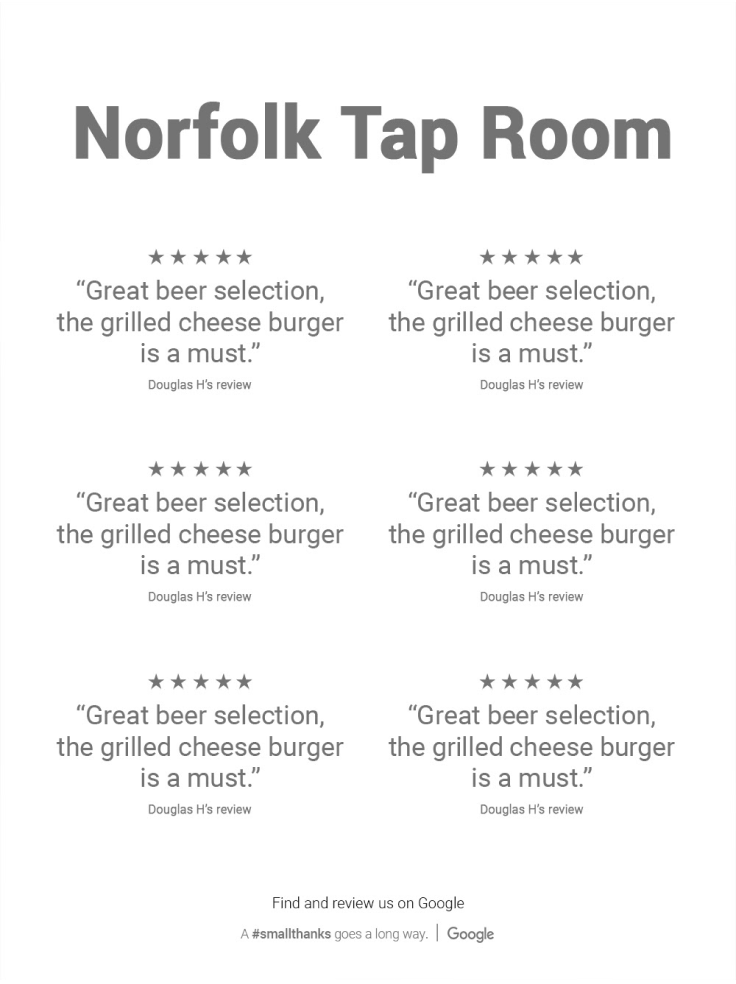 Norfolk Tap Room
★★★★★
“Great beer selection,
the grilled cheese burger
is a must.”
Douglas H’s review
★★★★★
“Great beer selection,
the grilled cheese burger
is a must.”
Douglas H’s review
★★★★★
“Great beer selection,
the grilled cheese burger
is a must.”
Douglas H’s review
★★★★★
“Great beer selection,
the grilled cheese burger
is a must.”
Douglas H’s review
★★★★★
“Great beer selection,
the grilled cheese burger
is a must.”
Douglas H’s review
★★★★★
“Great beer selection,
the grilled cheese burger
is a must.”
Douglas H’s review
Find and review us on Google
A #smallthanks goes a long way. | Google